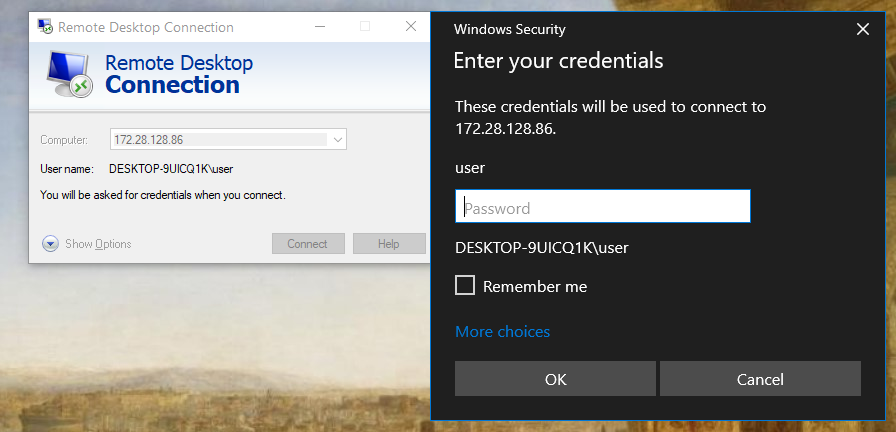 Remote Desktop Connection
Remote Desktop
Connection
Computer: 172.28.128.86
User name: DESKTOP-9UICQ1K\user
You will be asked for credentials when you connect.
Show Options
Connect
Help
Windows Security
Enter your credentials
These credentials will be used to connect to
172.28.128.86.
user
Password
DESKTOP-9UICQ1K\user
Remember me
More choices
OK
Cancel